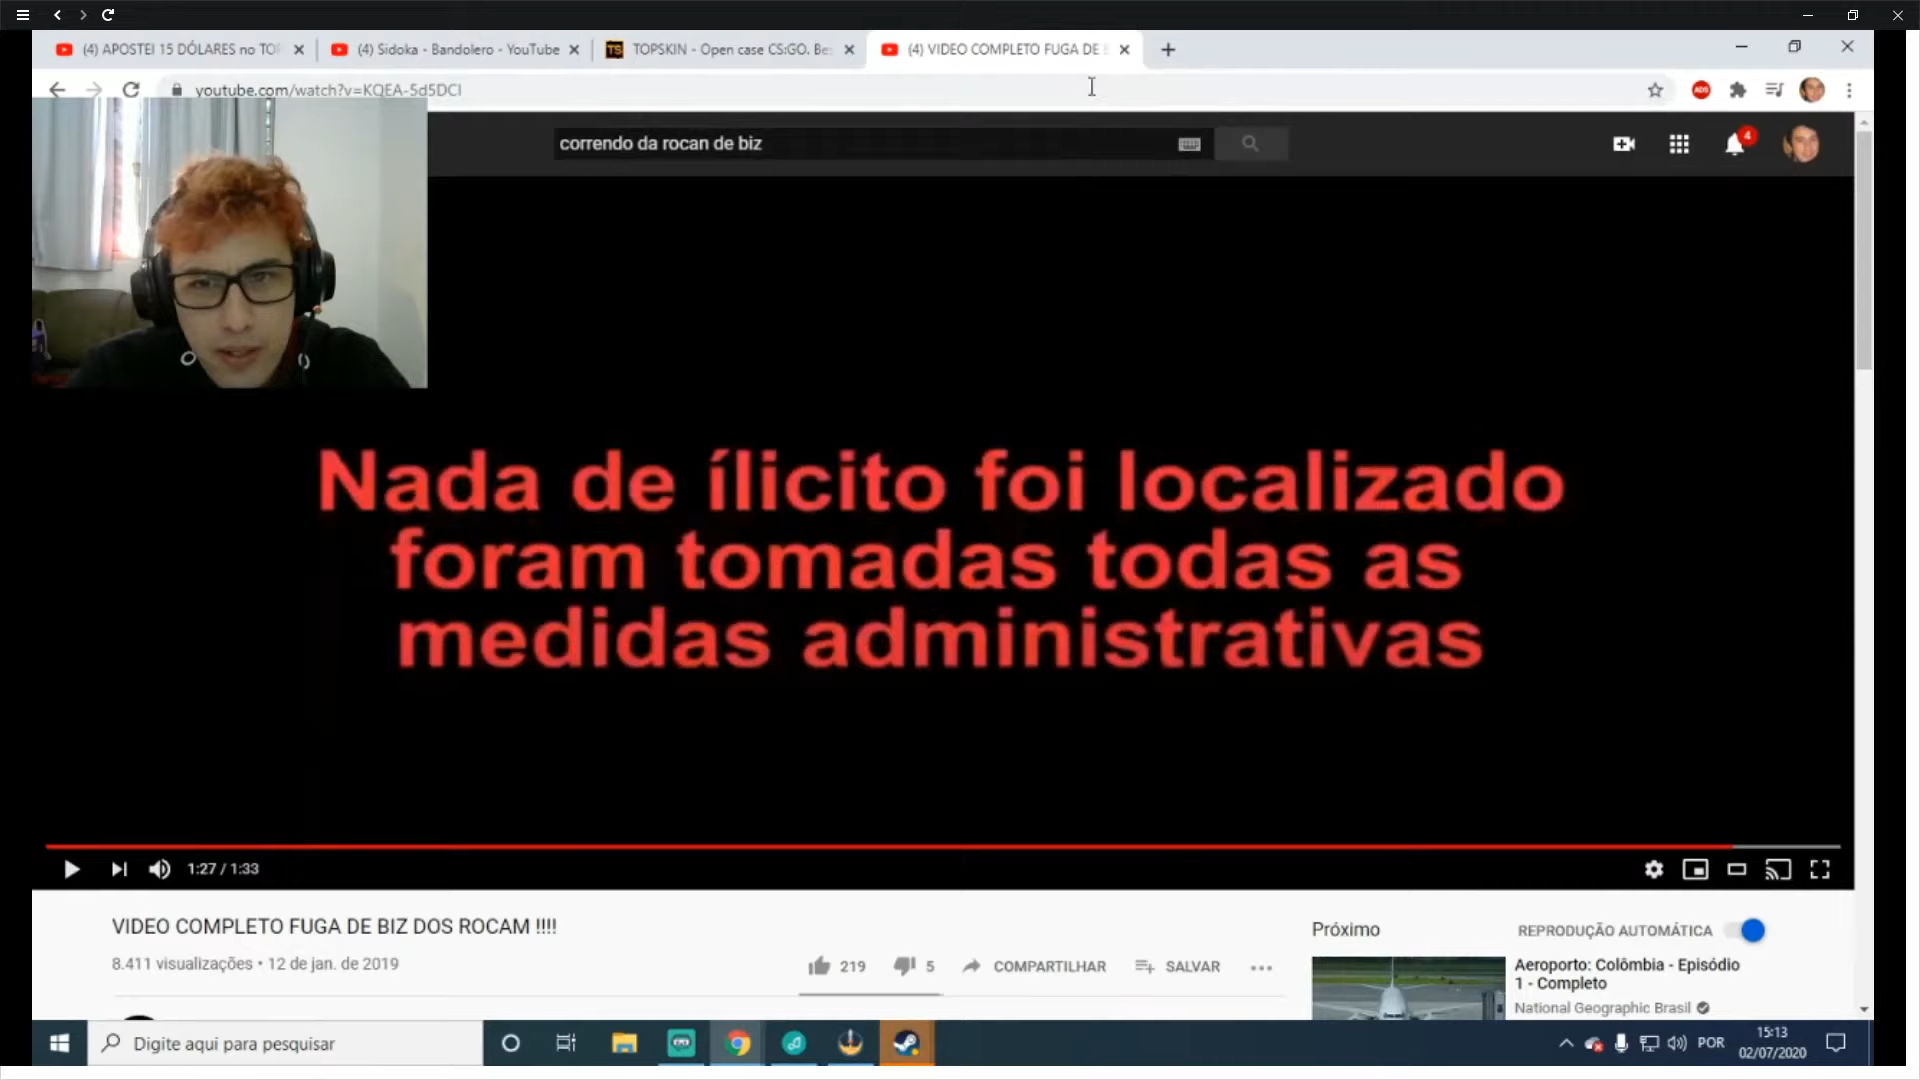 (4) APOSTEI 15 DÓLARES no TO
(4) Sidoka - Bandolero - YouTube
TS
TOPSKIN - Open case CS:GO. Be
(4) VIDEO COMPLETO FUGA DE
youtube.com/watch?v=KQEA-5d5DCI
ADS
correndo da rocan de biz
4
Nada de ílicito foi localizado
foram tomadas todas as
medidas administrativas
1:27 / 1:33
VIDEO COMPLETO FUGA DE BIZ DOS ROCAM !!!!
8.411 visualizações • 12 de jan. de 2019
219
5
COMPARTILHAR
SALVAR
Próximo
REPRODUÇÃO AUTOMÁTICA
Aeroporto: Colômbia - Episódio
1 - Completo
National Geographic Brasil
Digite aqui para pesquisar
POR
15:13
02/07/2020